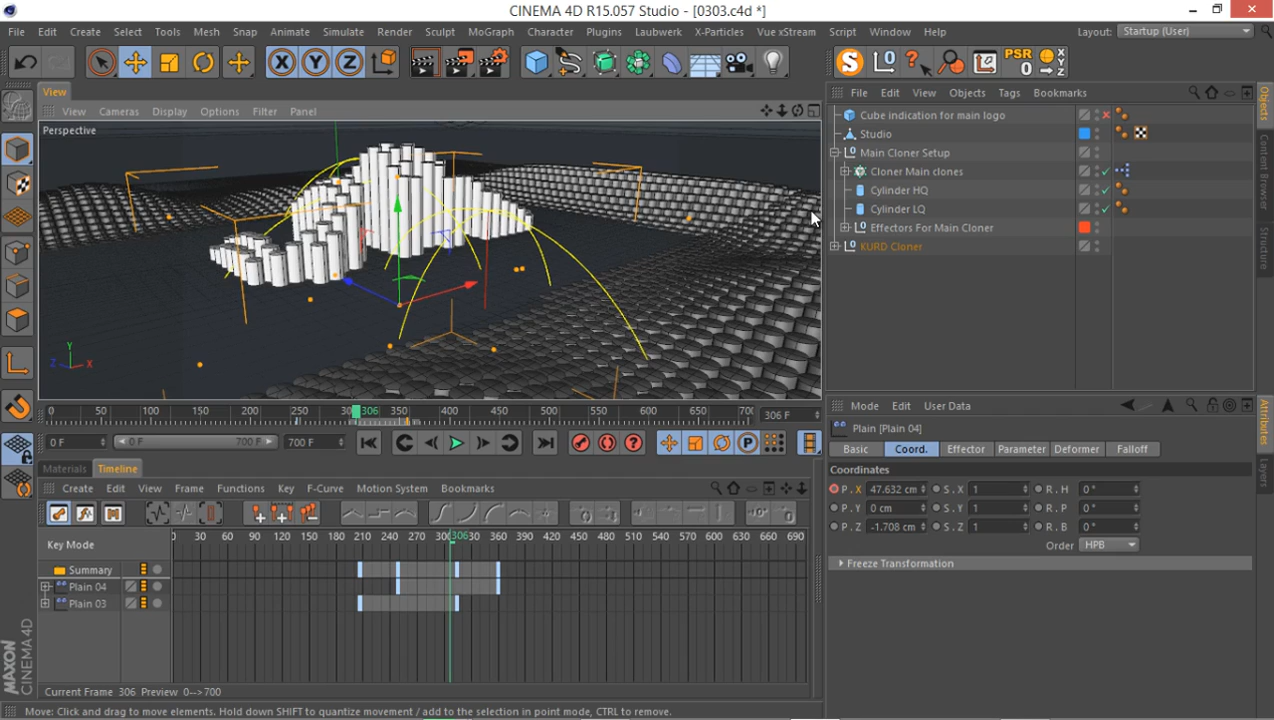 CINEMA 4D R15.057 Studio - [0303.c4d *]
File Edit Create Select Tools Mesh Snap Animate Simulate Render Sculpt MoGraph Character Plugins Laubwerk X-Particles Vue xStream Script Window Help Layout: Startup (User)
X Y Z S PSR 0
View
View Cameras Display Options Filter Panel
Perspective
Y
Z X
File Edit View Objects Tags Bookmarks
Cube indication for main logo
Studio
Main Cloner Setup
Cloner Main clones
Cylinder HQ
Cylinder LQ
Effectors For Main Cloner
KURD Cloner
Objects
Content Browser
Structure
0 50 100 150 200 250 300 306 350 400 450 500 550 600 650 700 306 F
0 F 0 F 700 F 700 F
Materials Timeline
Create Edit View Frame Functions Key F-Curve Motion System Bookmarks
0 30 60 90 120 150 180 210 240 270 300 306 330 360 390 420 450 480 510 540 570 600 630 660 690
Key Mode
Summary
Plain 04
Plain 03
Current Frame 306 Preview 0-->700
Mode Edit User Data
Plain [Plain 04]
Basic Coord. Effector Parameter Deformer Falloff
Coordinates
P . X 47.632 cm S . X 1 R . H 0 °
P . Y 0 cm S . Y 1 R . P 0 °
P . Z -1.708 cm S . Z 1 R . B 0 °
Order HPB
Freeze Transformation
Attributes
Layers
MAXON
CINEMA 4D
Move: Click and drag to move elements. Hold down SHIFT to quantize movement / add to the selection in point mode, CTRL to remove.